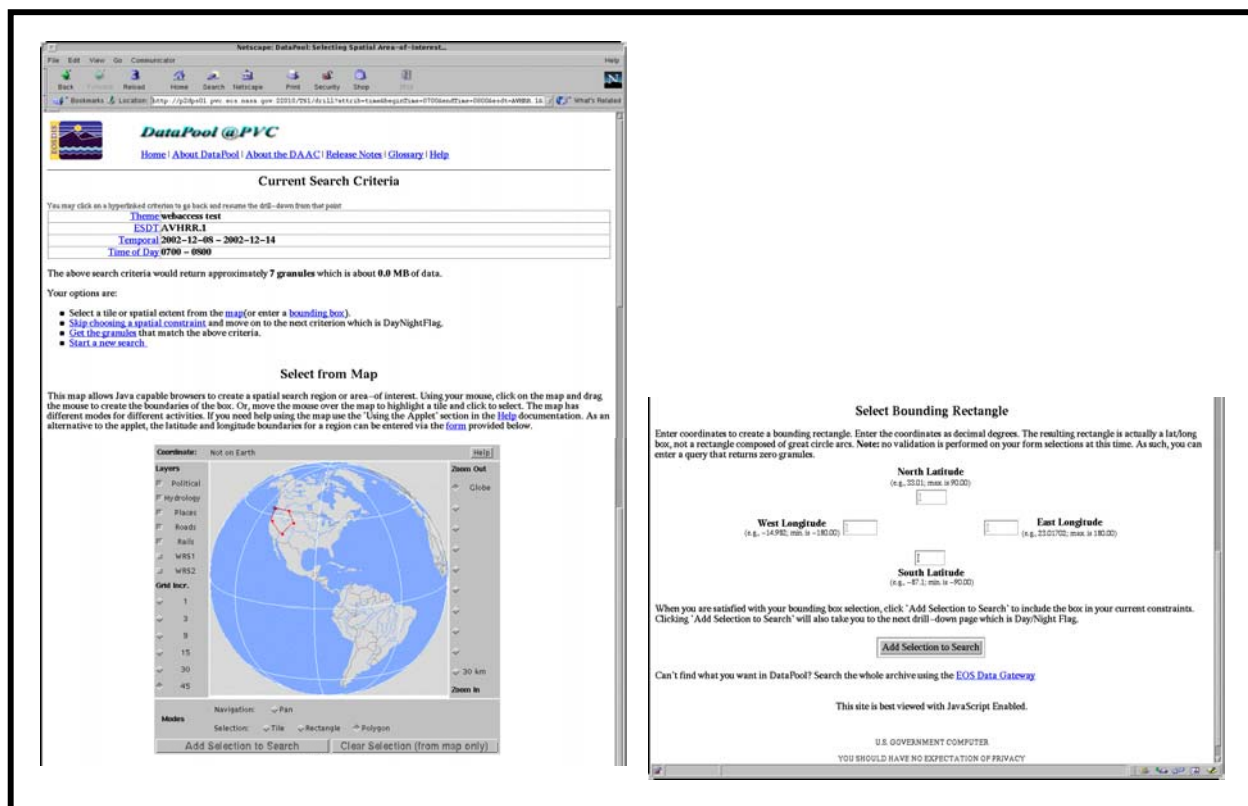 Netscape: DataPool: Selecting Spatial Area-of-Interest...
File Edit View Go Communicator Help
Back Reload Home Search Netscape Print Security Shop
Bookmarks Location: What's Related
DataPool @PVC
Home | About DataPool | About the DAAC | Release Notes | Glossary | Help
Current Search Criteria
You may click on a hyperlinked criterion to go back and resume the drill-down from that point
Theme webaccess test
ESDT AVHRR.1
Temporal 2002-12-08 - 2002-12-14
Time of Day 0700 - 0800
The above search criteria would return approximately 7 granules which is about 0.0 MB of data.
Your options are:
Select a tile or spatial extent from the map(or enter a bounding box).
Skip choosing a spatial constraint and move on to the next criterion which is DayNightFlag.
Get the granules that match the above criteria.
Start a new search
Select from Map
This map allows Java capable browsers to create a spatial search region or area-of interest. Using your mouse, click on the map and drag
the mouse to create the boundaries of the box. Or, move the mouse over the map to highlight a tile and click to select. The map has
different modes for different activities. If you need help using the map use the 'Using the Applet' section in the Help documentation. As an
alternative to the applet, the latitude and longitude boundaries for a region can be entered via the form provided below.
Coordinate: Not on Earth Help
Layers Zoom Out
Political Globe
Hydrology
Places
Roads
Rails
WRS1
WRS2
Grid Incr.
1
3
9
15
30 30 km
45 Zoom In
Navigation: Pan
Modes
Selection: Tile Rectangle Polygon
Add Selection to Search Clear Selection (from map only)
Select Bounding Rectangle
Enter coordinates to create a bounding rectangle. Enter the coordinates as decimal degrees. The resulting rectangle is actually a lat/long
box, not a rectangle composed of great circle arcs. Note: no validation is performed on your form selections at this time. As such, you can
enter a query that returns zero granules.
North Latitude
(e.g., 33.01; max. is 90.00)
West Longitude East Longitude
(e.g., -14.982; min. is -180.00) (e.g., 23.01702; max. is 180.00)
South Latitude
(e.g., -87.1; min. is -90.00)
When you are satisfied with your bounding box selection, click 'Add Selection to Search' to include the box in your current constraints.
Clicking 'Add Selection to Search' will also take you to the next drill-down page which is Day/Night Flag.
Add Selection to Search
Can't find what you want in DataPool? Search the whole archive using the EOS Data Gateway
This site is best viewed with JavaScript Enabled.
U.S. GOVERNMENT COMPUTER
YOU SHOULD HAVE NO EXPECTATION OF PRIVACY